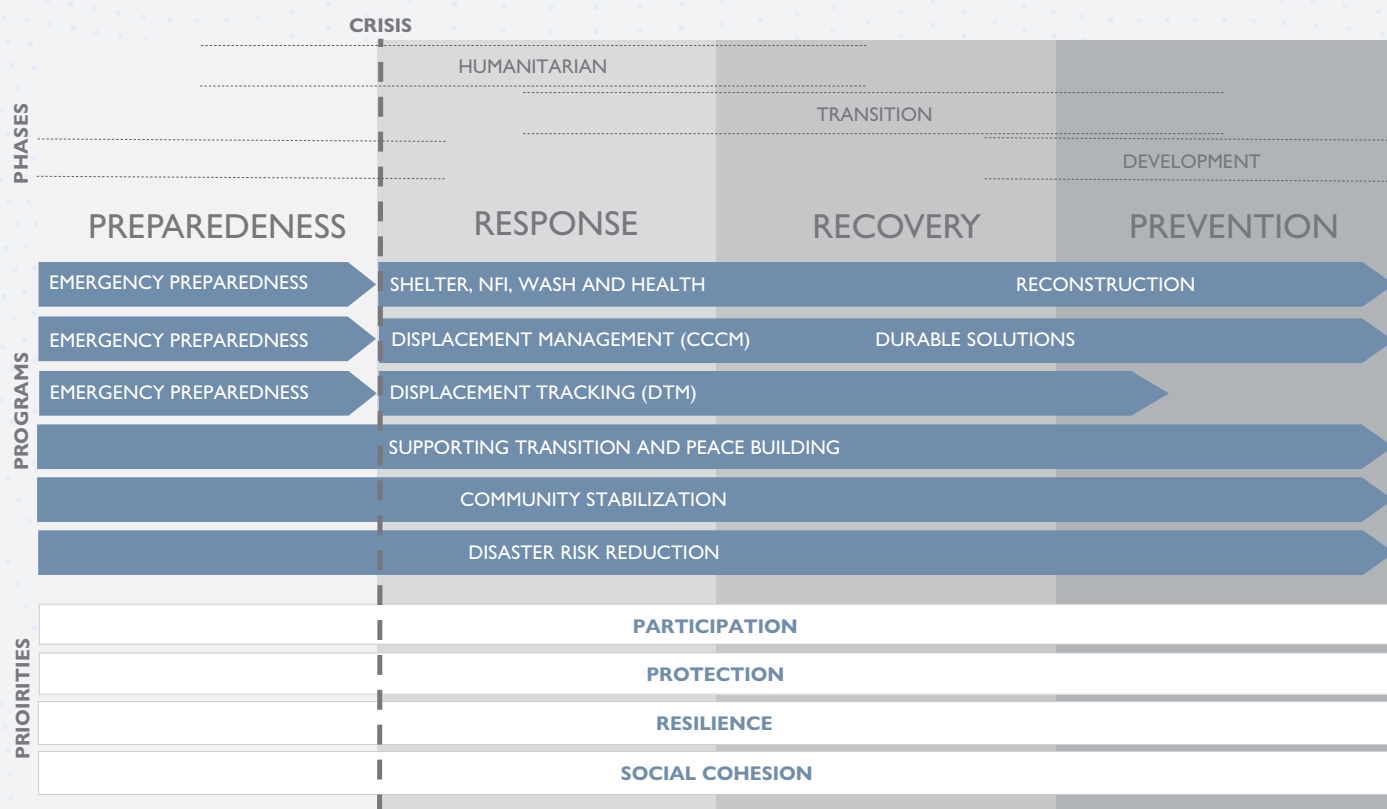 CRISIS
PHASES
HUMANITARIAN
TRANSITION
DEVELOPMENT
PREPAREDENESS
RESPONSE
RECOVERY
PREVENTION
PROGRAMS
EMERGENCY PREPAREDNESS
SHELTER, NFI, WASH AND HEALTH
RECONSTRUCTION
EMERGENCY PREPAREDNESS
DISPLACEMENT MANAGEMENT (CCCM)
DURABLE SOLUTIONS
EMERGENCY PREPAREDNESS
DISPLACEMENT TRACKING (DTM)
SUPPORTING TRANSITION AND PEACE BUILDING
COMMUNITY STABILIZATION
DISASTER RISK REDUCTION
PRIOIRITIES
PARTICIPATION
PROTECTION
RESILIENCE
SOCIAL COHESION